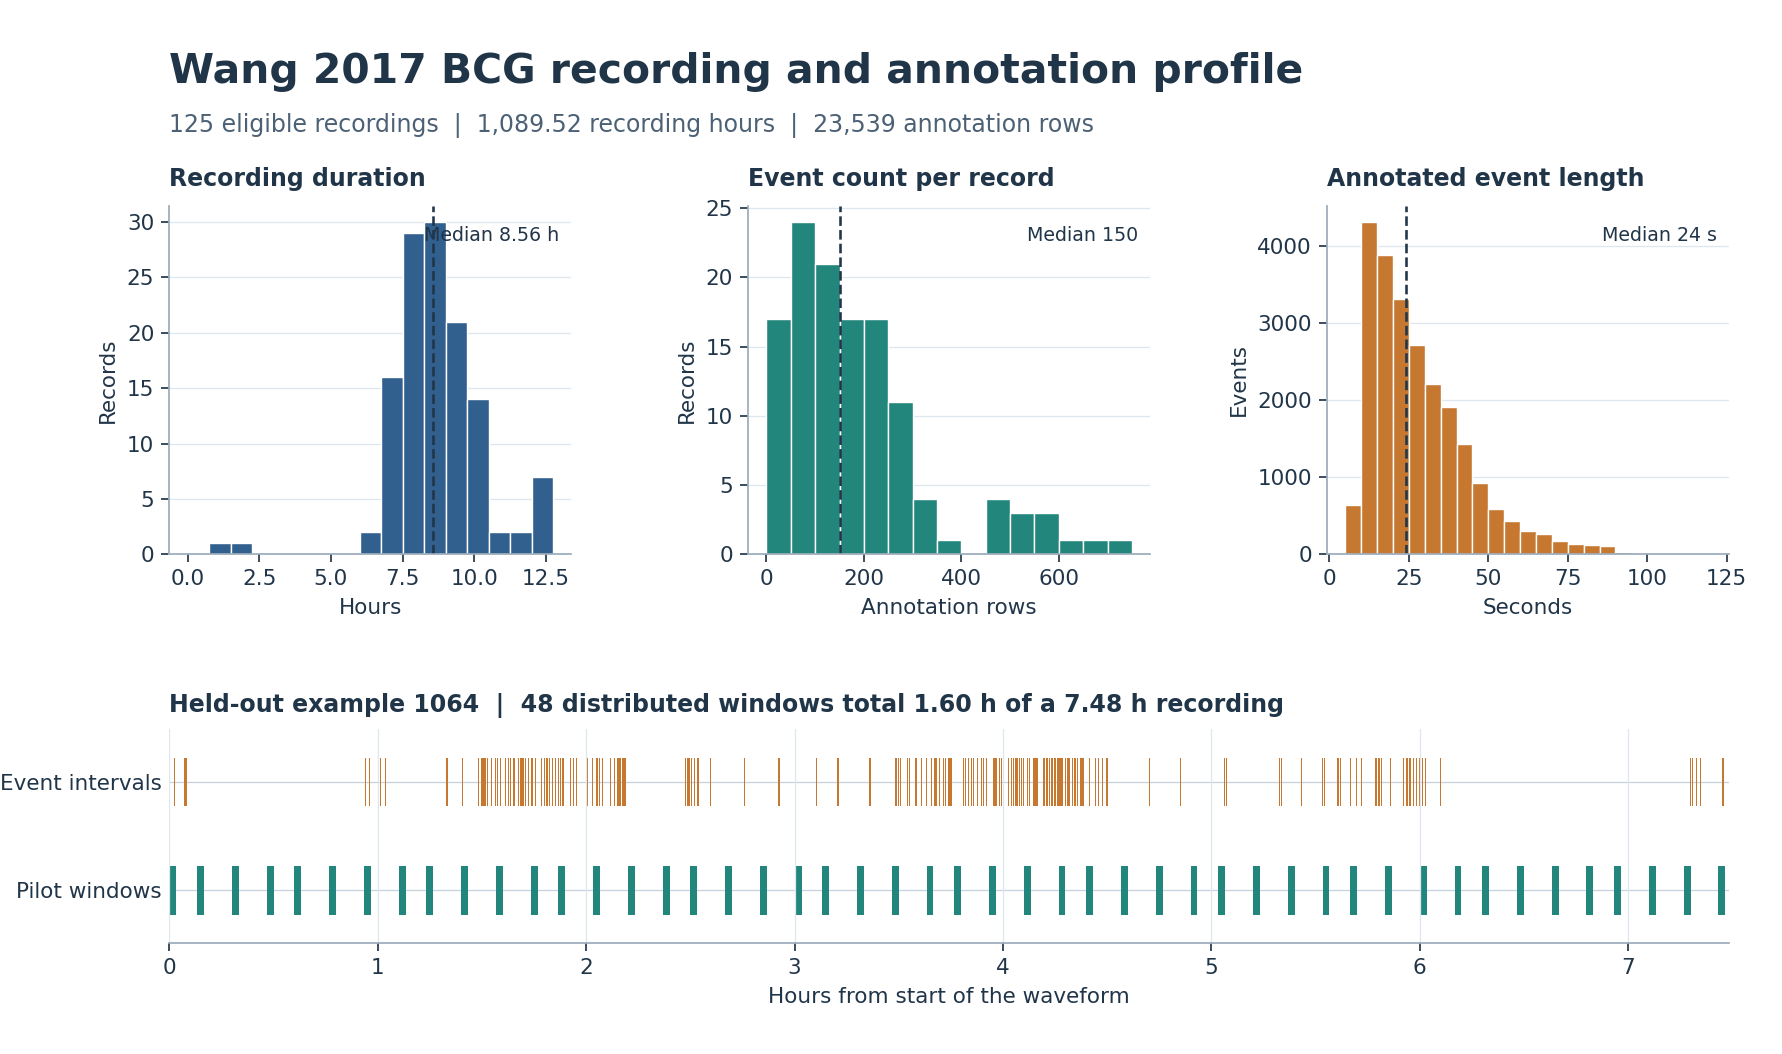 Wang 2017 BCG recording and annotation profile
125 eligible recordings | 1,089.52 recording hours | 23,539 annotation rows
Recording duration
Records
30
25
20
15
10
5
0
Median 8.56 h
0.0 2.5 5.0 7.5 10.0 12.5
Hours
Event count per record
Records
25
20
15
10
5
0
Median 150
0 200 400 600
Annotation rows
Annotated event length
Events
4000
3000
2000
1000
0
Median 24 s
0 25 50 75 100 125
Seconds
Held-out example 1064 | 48 distributed windows total 1.60 h of a 7.48 h recording
Event intervals
Pilot windows
0 1 2 3 4 5 6 7
Hours from start of the waveform